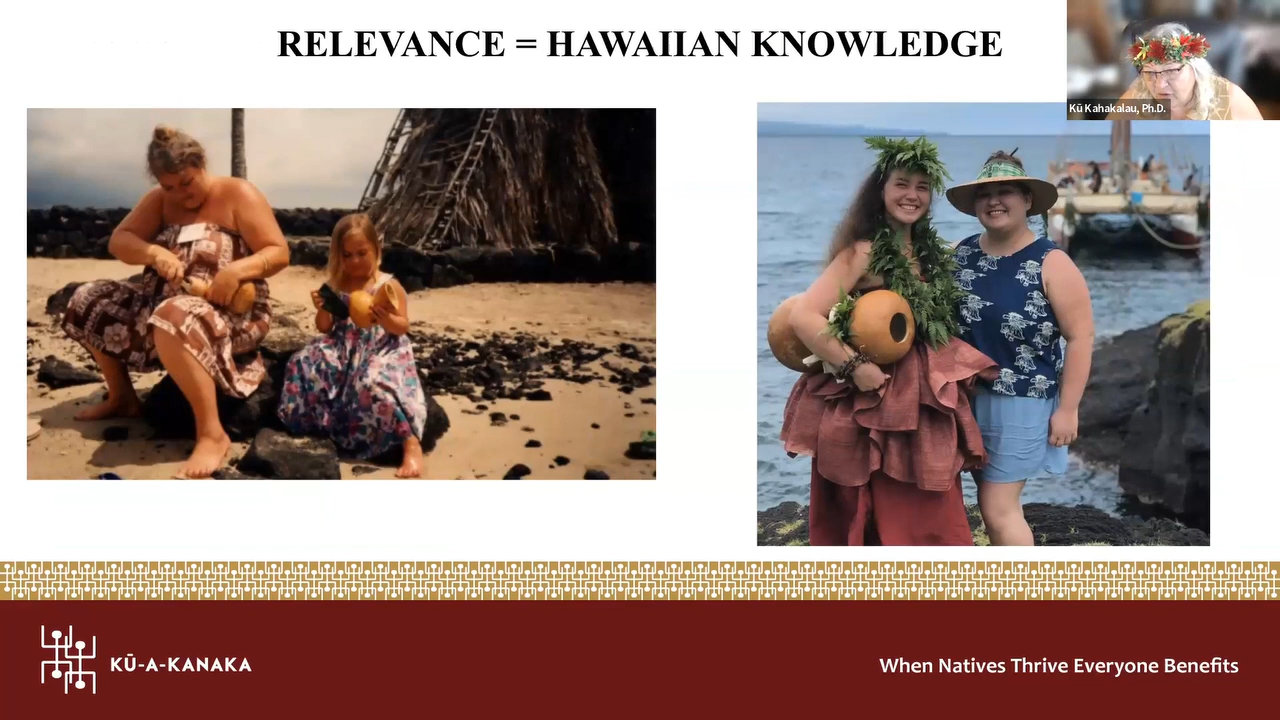 RELEVANCE = HAWAIIAN KNOWLEDGE
Kū Kahakalau, Ph.D.
KŪ-A-KANAKA
When Natives Thrive Everyone Benefits